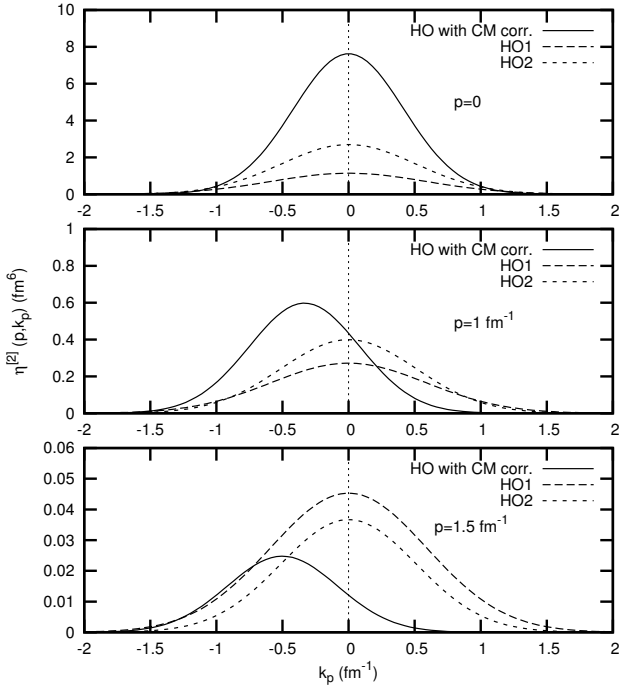 10
8
6
4
2
0
HO with CM corr.
HO1
HO2
p=0
-2 -1.5 -1 -0.5 0 0.5 1 1.5 2
η[2] (p,kp) (fm6)
1
0.8
0.6
0.4
0.2
0
HO with CM corr.
HO1
HO2
p=1 fm-1
-2 -1.5 -1 -0.5 0 0.5 1 1.5 2
0.06
0.05
0.04
0.03
0.02
0.01
0
HO with CM corr.
HO1
HO2
p=1.5 fm-1
-2 -1.5 -1 -0.5 0 0.5 1 1.5 2
kp (fm-1)